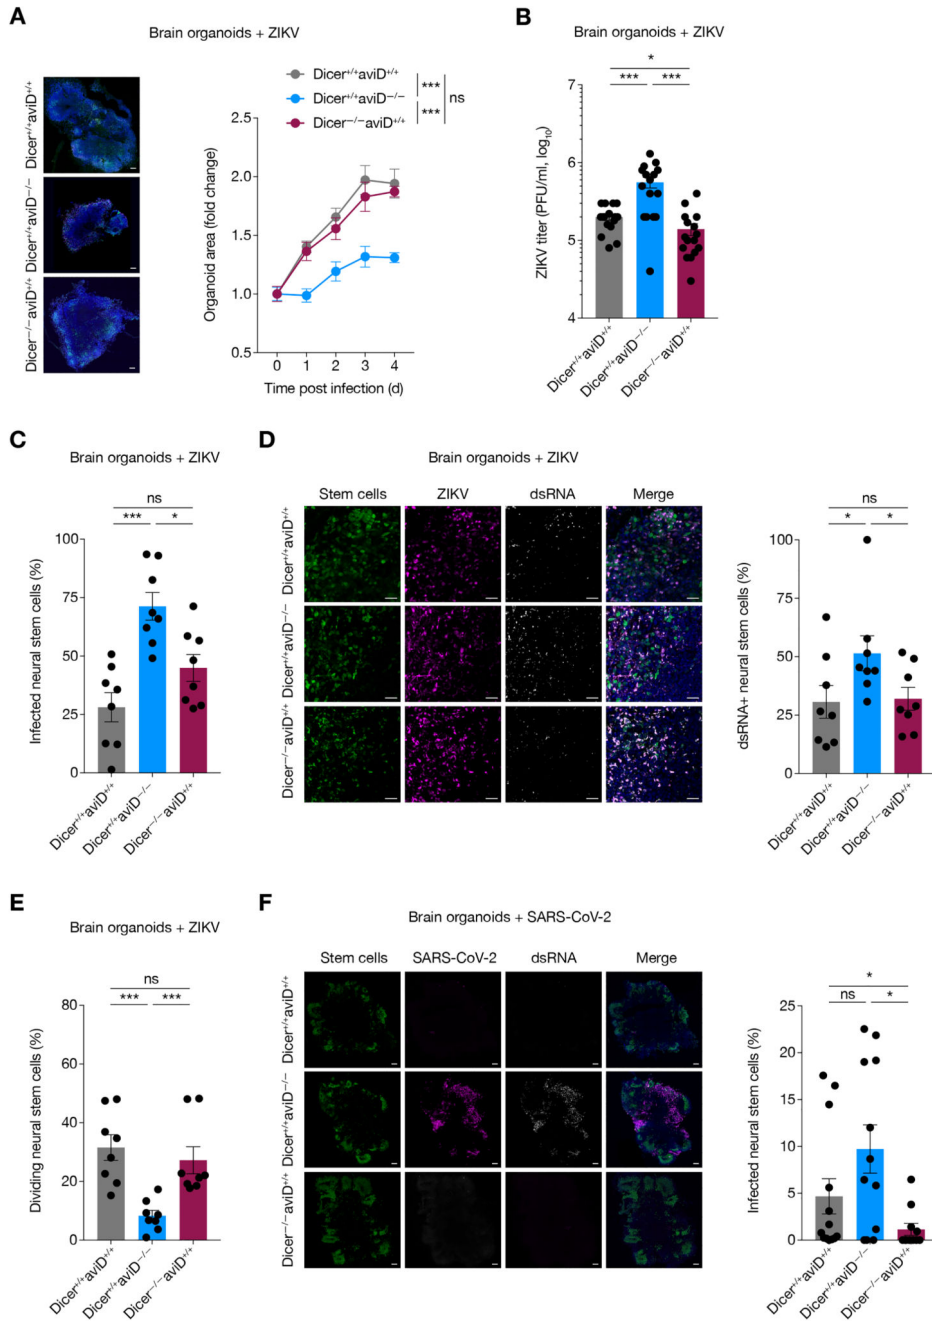 A
Brain organoids + ZIKV
Dicer⁺/⁺aviD⁺/⁺
Dicer⁺/⁺aviD⁻/⁻
Dicer⁻/⁻aviD⁺/⁺
Dicer⁺/⁺aviD⁺/⁺
Dicer⁺/⁺aviD⁻/⁻
Dicer⁻/⁻aviD⁺/⁺
***
***
ns
Organoid area (fold change)
2.5
2.0
1.5
1.0
0.5
0 1 2 3 4
Time post infection (d)
B
Brain organoids + ZIKV
*
*** ***
ZIKV titer (PFU/ml, log₁₀)
7
6
5
4
Dicer⁺/⁺aviD⁺/⁺
Dicer⁺/⁺aviD⁻/⁻
Dicer⁻/⁻aviD⁺/⁺
C
Brain organoids + ZIKV
ns
*** *
Infected neural stem cells (%)
100
75
50
25
0
Dicer⁺/⁺aviD⁺/⁺
Dicer⁺/⁺aviD⁻/⁻
Dicer⁻/⁻aviD⁺/⁺
D
Brain organoids + ZIKV
Stem cells ZIKV dsRNA Merge
Dicer⁺/⁺aviD⁺/⁺
Dicer⁺/⁺aviD⁻/⁻
Dicer⁻/⁻aviD⁺/⁺
ns
* *
dsRNA+ neural stem cells (%)
100
75
50
25
0
Dicer⁺/⁺aviD⁺/⁺
Dicer⁺/⁺aviD⁻/⁻
Dicer⁻/⁻aviD⁺/⁺
E
Brain organoids + ZIKV
ns
*** ***
Dividing neural stem cells (%)
80
60
40
20
0
Dicer⁺/⁺aviD⁺/⁺
Dicer⁺/⁺aviD⁻/⁻
Dicer⁻/⁻aviD⁺/⁺
F
Brain organoids + SARS-CoV-2
Stem cells SARS-CoV-2 dsRNA Merge
Dicer⁺/⁺aviD⁺/⁺
Dicer⁺/⁺aviD⁻/⁻
Dicer⁻/⁻aviD⁺/⁺
*
ns *
Infected neural stem cells (%)
25
20
15
10
5
0
Dicer⁺/⁺aviD⁺/⁺
Dicer⁺/⁺aviD⁻/⁻
Dicer⁻/⁻aviD⁺/⁺